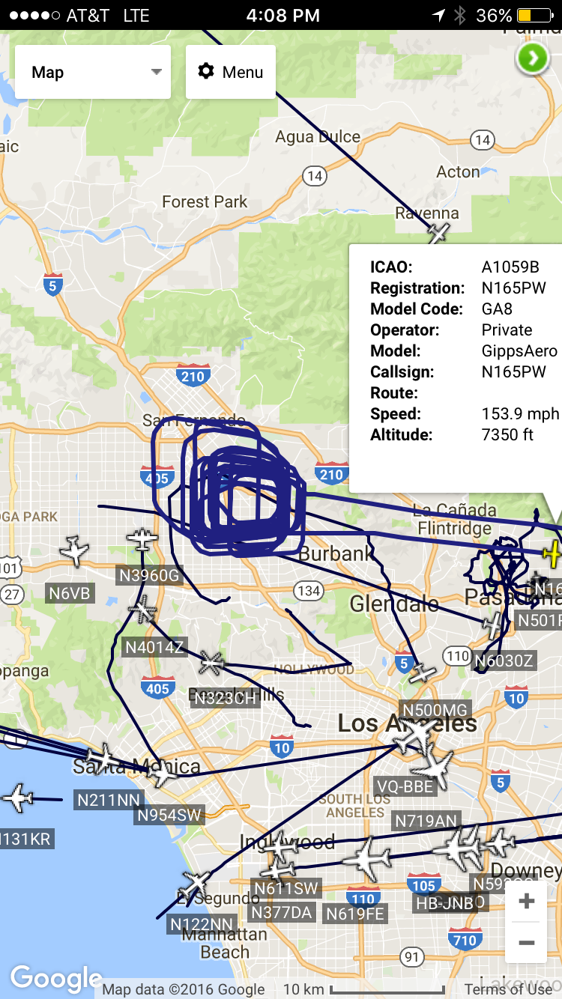 AT&T LTE 4:08 PM 36%
Map
Menu
Agua Dulce
14
aic
Acton
14
Forest Park
Ravenna
5
ICAO: A1059B
Registration: N165PW
Model Code: GA8
Operator: Private
Model: GippsAero
Callsign: N165PW
Route:
Speed: 153.9 mph
Altitude: 7350 ft
210
San Fernando
405
210
La Cañada
Flintridge
OGA PARK
Burbank
101
N6VB
N3960G
134
27
Glendale
Pasadena
N16
N501P
N6030Z
N4014Z
110
5
opanga
HOLLYWOOD
405
Beverly Hills
N323CH
10
N500MG
Los Angeles
10
1
Santa Monica
VQ-BBE
5
N211NN
N954SW
SOUTH LOS
ANGELES
N719AN
131KR
Inglewood
Downey
N611SW
105
El Segundo
N377DA
110
N619FE
HB-JNB
N122NN
Manhattan
Beach
710
91
+
−
Google
Map data ©2016 Google 10 km Terms of Use